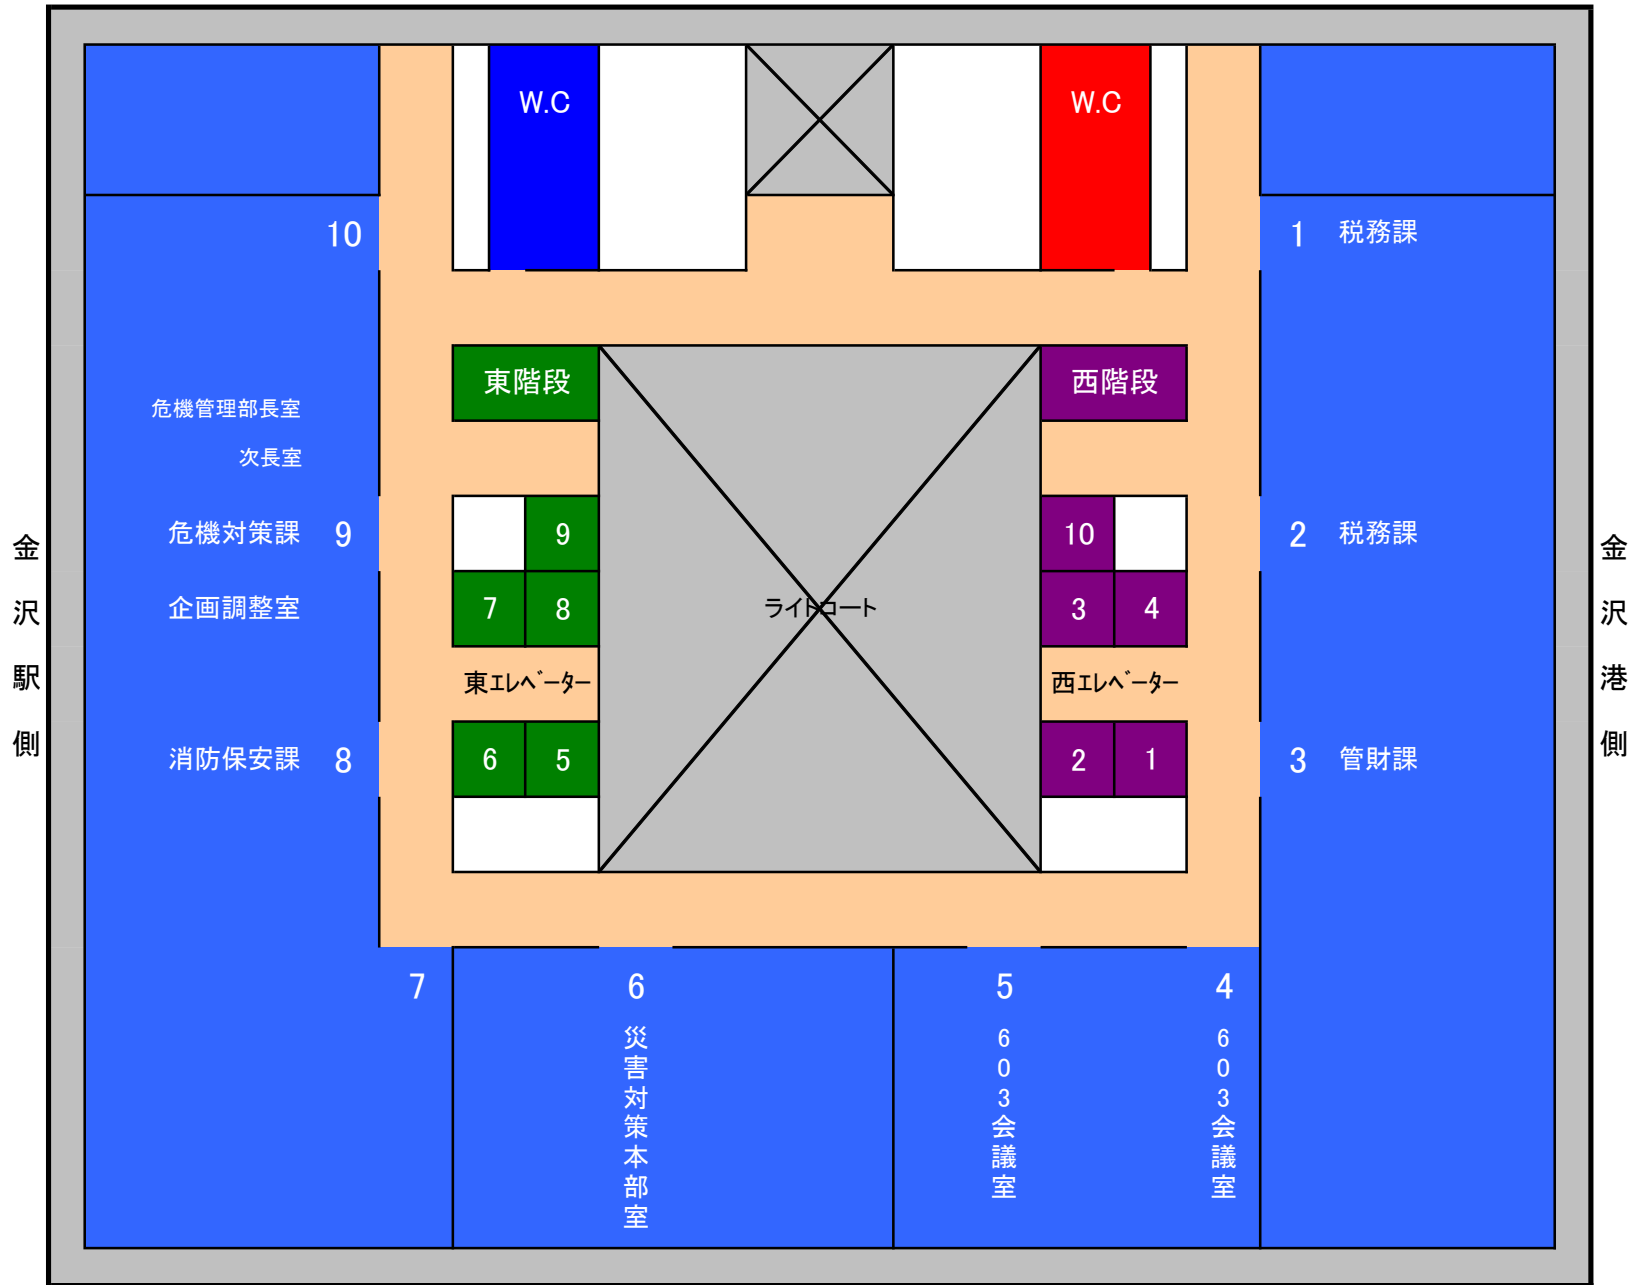 W.C
W.C
10
1 税務課
東階段
西階段
危機管理部長室
次長室
危機対策課 9
9
10
2 税務課
企画調整室
7 8
ライトコート
3 4
東エレベーター
西エレベーター
消防保安課 8
6 5
2 1
3 管財課
金沢駅側
金沢港側
7
6
5
4
災害対策本部室
603会議室
603会議室